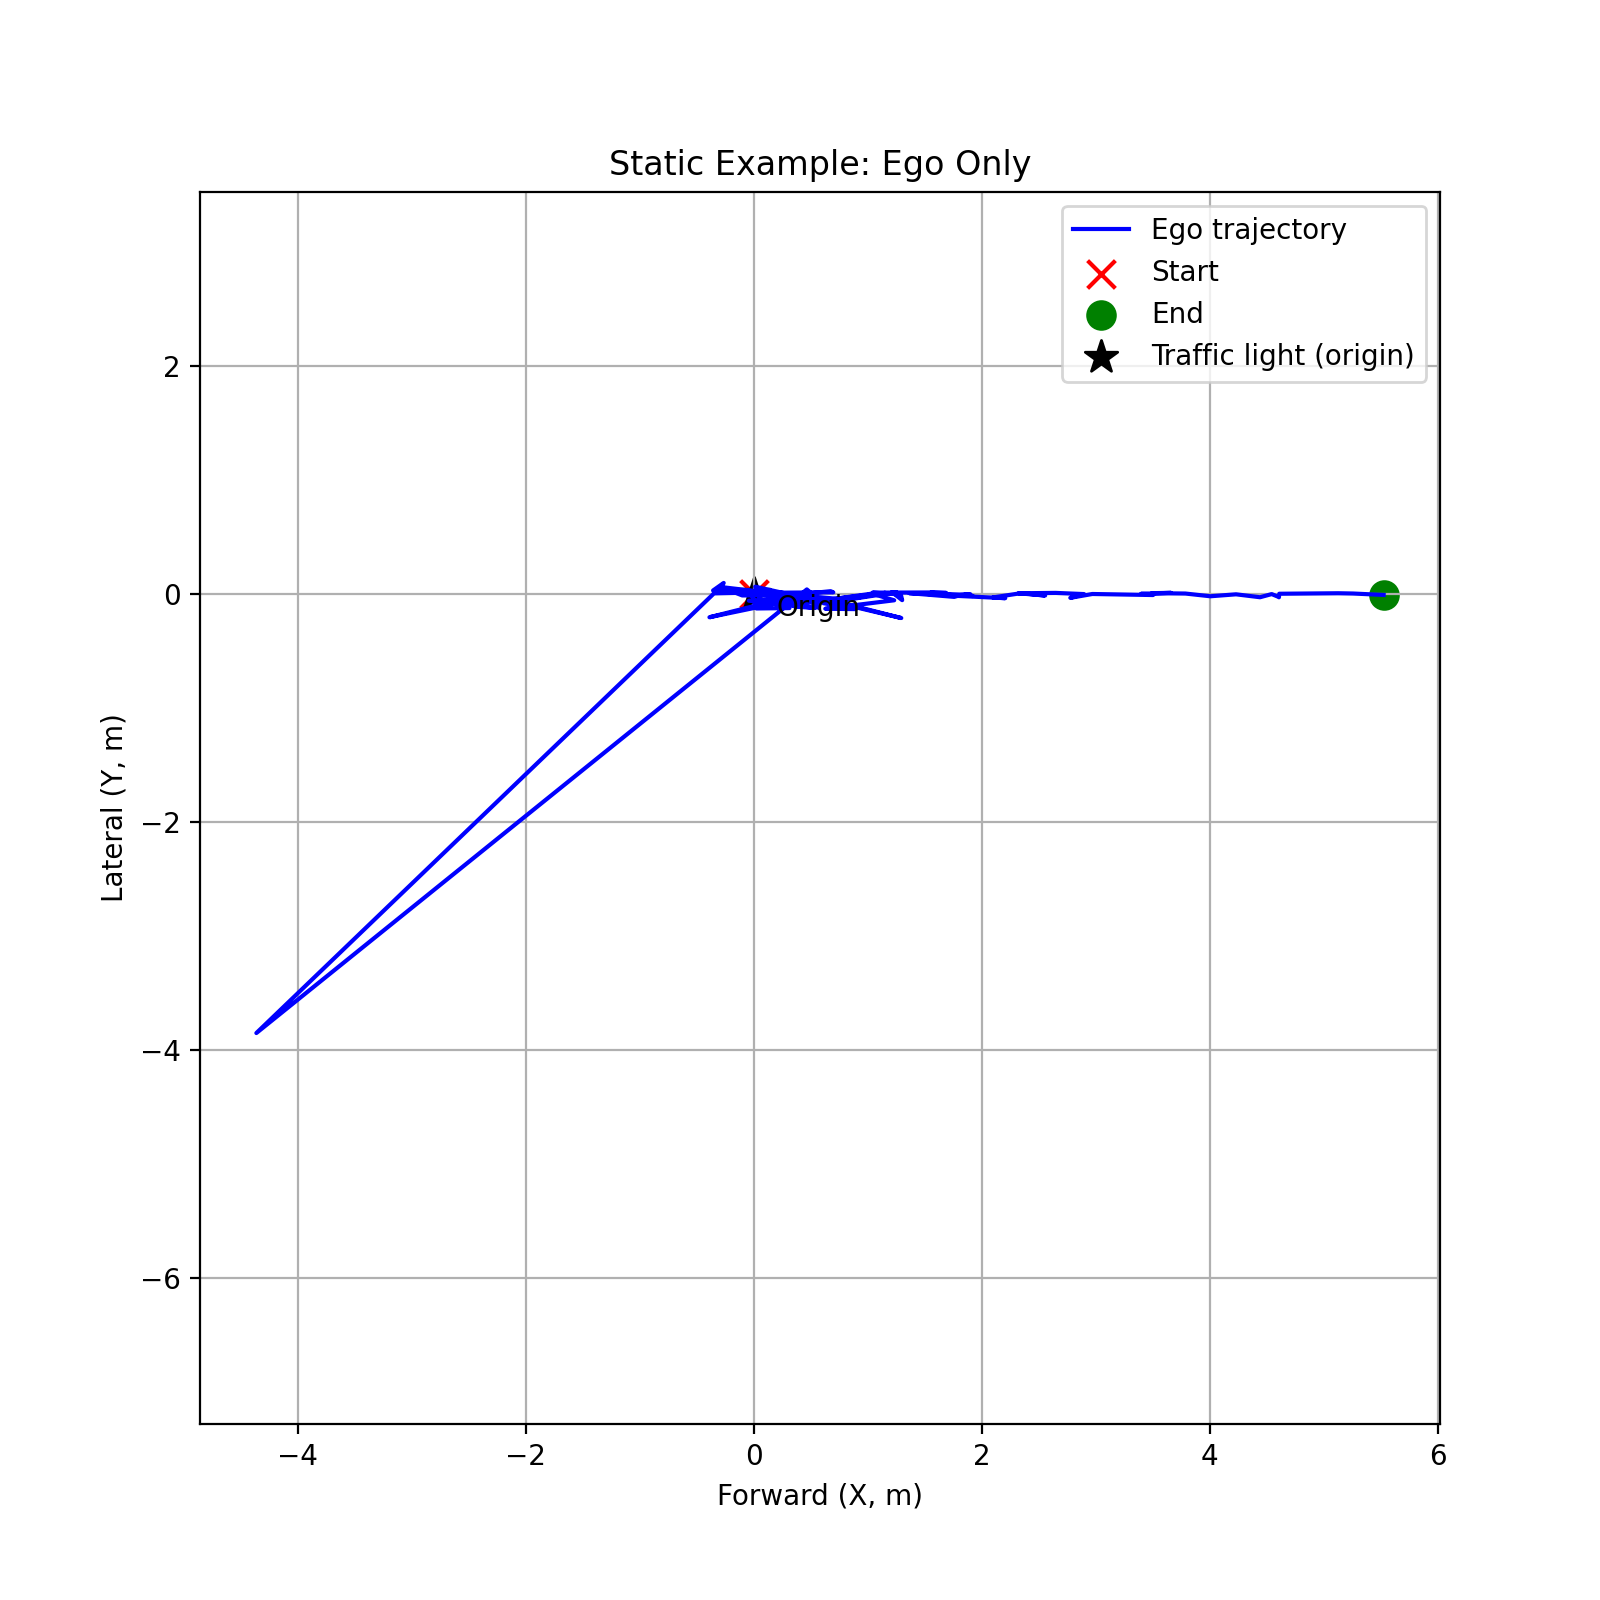 Static Example: Ego Only
Ego trajectory
Start
End
Traffic light (origin)
2
0
−2
−4
−6
Origin
Lateral (Y, m)
−4
−2
0
2
4
6
Forward (X, m)